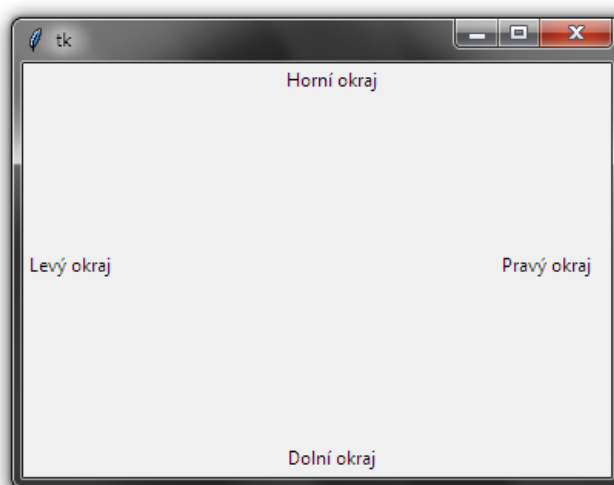 tk
Horní okraj
Levý okraj
Pravý okraj
Dolní okraj